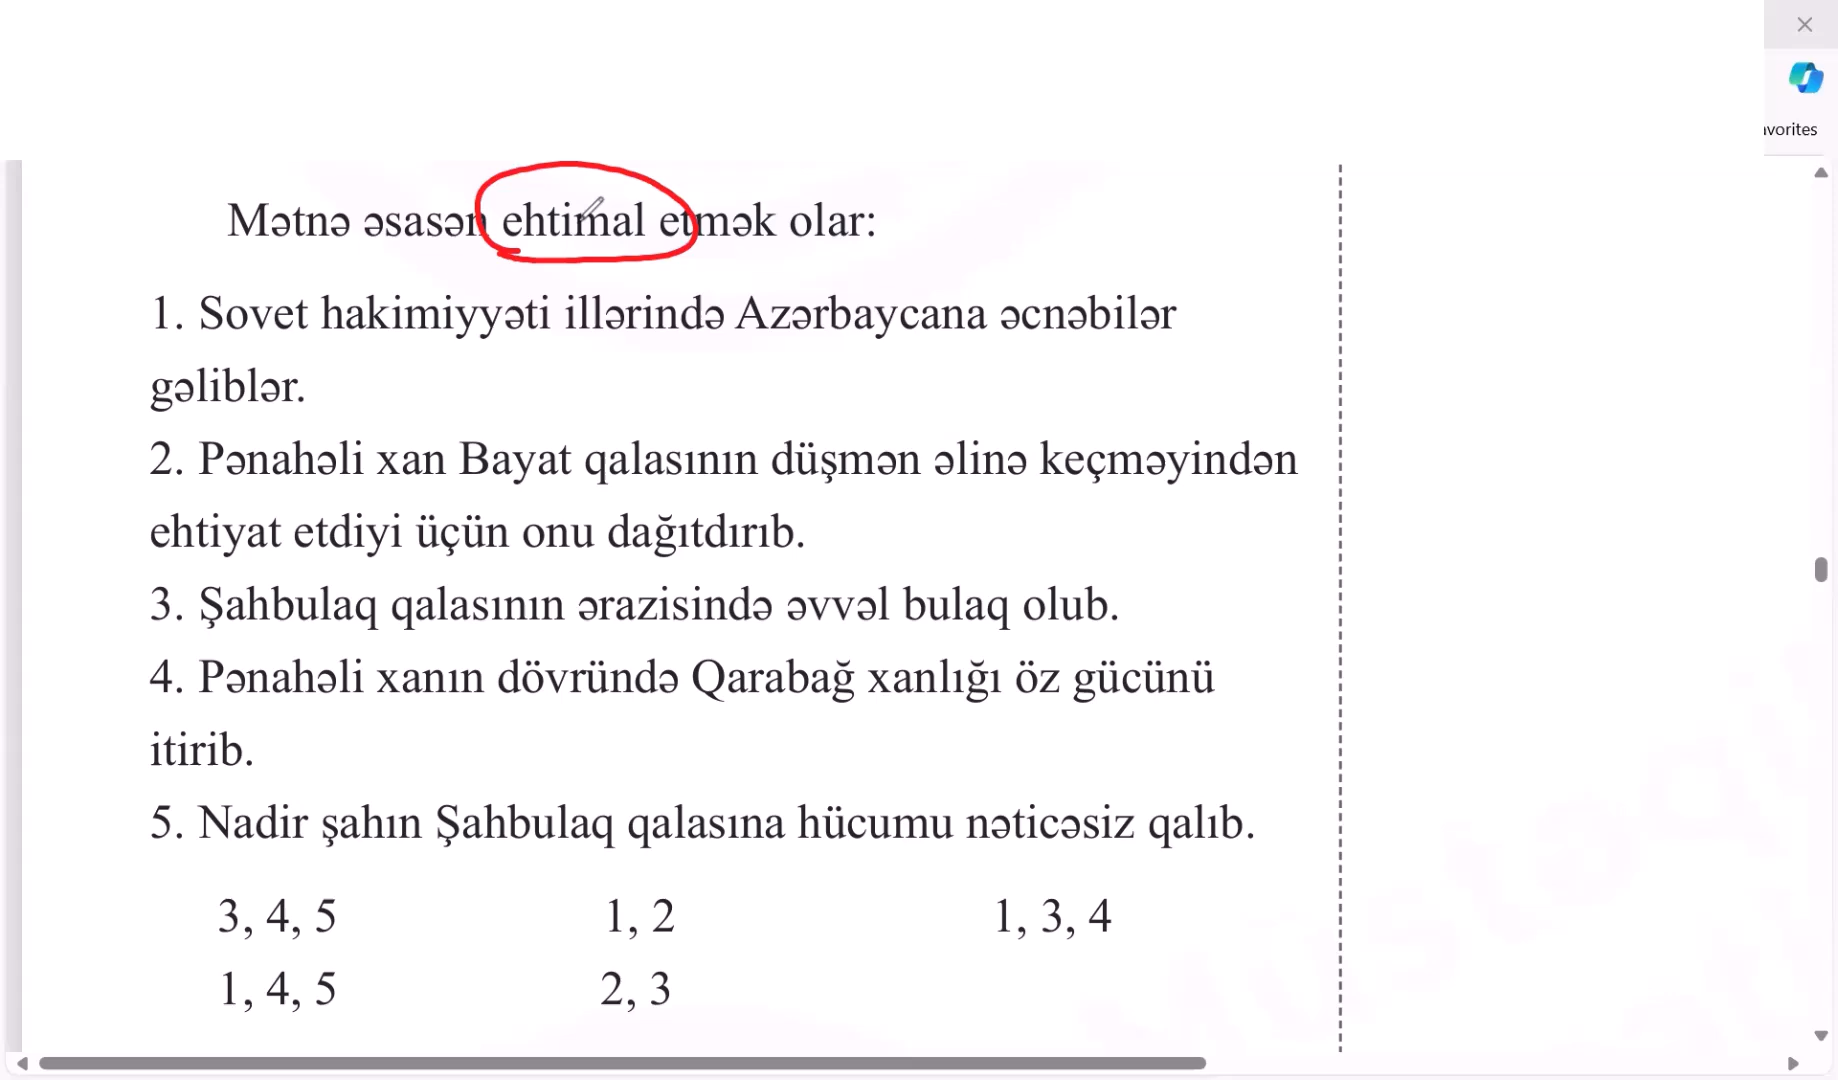 vorites
Mətnə əsasən ehtimal etmək olar:
1. Sovet hakimiyyəti illərində Azərbaycana əcnəbilər
gəliblər.
2. Pənahəli xan Bayat qalasının düşmən əlinə keçməyindən
ehtiyat etdiyi üçün onu dağıtdırıb.
3. Şahbulaq qalasının ərazisində əvvəl bulaq olub.
4. Pənahəli xanın dövründə Qarabağ xanlığı öz gücünü
itirib.
5. Nadir şahın Şahbulaq qalasına hücumu nəticəsiz qalıb.
3, 4, 5 1, 2 1, 3, 4
1, 4, 5 2, 3